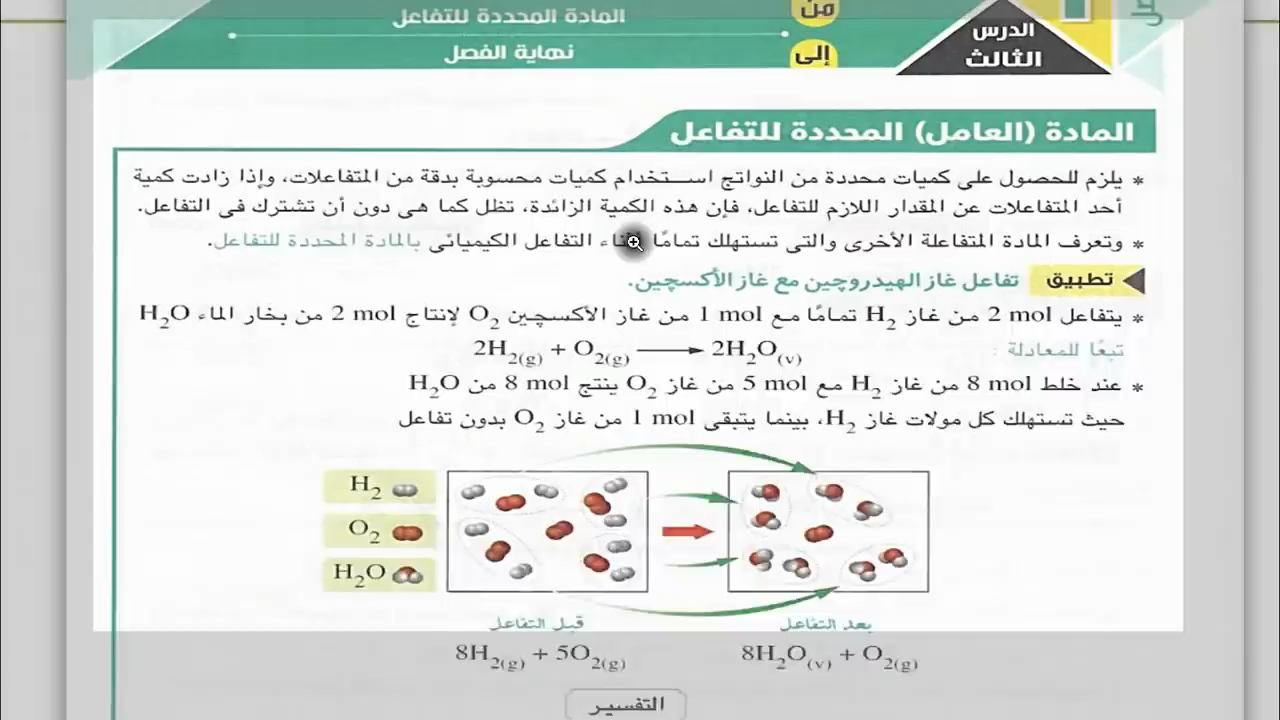 الدرس الثالث
من المادة المحددة للتفاعل
إلى نهاية الفصل
المادة (العامل) المحددة للتفاعل
* يلزم للحصول على كميات محددة من النواتج استخدام كميات محسوبة بدقة من المتفاعلات، وإذا زادت كمية
أحد المتفاعلات عن المقدار اللازم للتفاعل، فإن هذه الكمية الزائدة، تظل كما هى دون أن تشترك فى التفاعل.
* وتعرف المادة المتفاعلة الأخرى والتى تستهلك تمامًا أثناء التفاعل الكيميائى بالمادة المحددة للتفاعل.
تطبيق تفاعل غاز الهيدروچين مع غاز الأكسچين.
* يتفاعل 2 mol من غاز H₂ تمامًا مع 1 mol من غاز الأكسچين O₂ لإنتاج 2 mol من بخار الماء H₂O
تبعًا للمعادلة :
2H₂(g) + O₂(g) ⟶ 2H₂O(v)
* عند خلط 8 mol من غاز H₂ مع 5 mol من غاز O₂ ينتج 8 mol من H₂O
حيث تستهلك كل مولات غاز H₂، بينما يتبقى 1 mol من غاز O₂ بدون تفاعل
H₂
O₂
H₂O
قبل التفاعل
بعد التفاعل
8H₂(g) + 5O₂(g)
8H₂O(v) + O₂(g)
التفسير